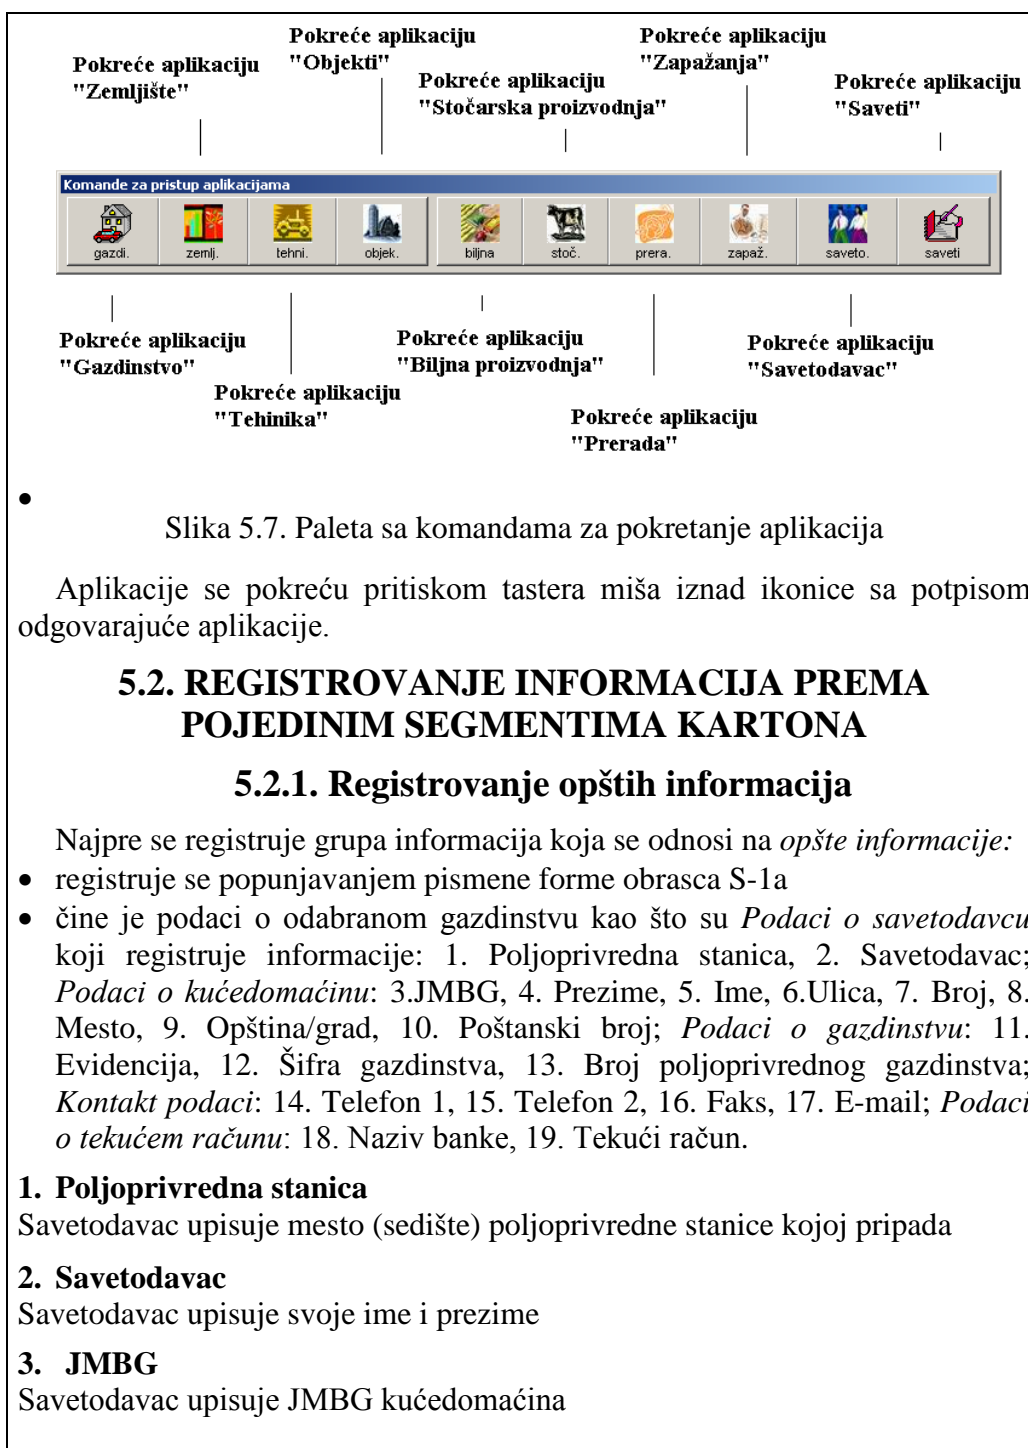 Pokreće aplikaciju
"Zemljište"
Pokreće aplikaciju
"Objekti"
Pokreće aplikaciju
"Stočarska proizvodnja"
Pokreće aplikaciju
"Zapažanja"
Pokreće aplikaciju
"Saveti"
Komande za pristup aplikacijama
gazdi. zemlj. tehni. objek. biljna stoč. prera. zapaž. saveto. saveti
Pokreće aplikaciju
"Gazdinstvo"
Pokreće aplikaciju
"Tehinika"
Pokreće aplikaciju
"Biljna proizvodnja"
Pokreće aplikaciju
"Prerada"
Pokreće aplikaciju
"Savetodavac"
•
Slika 5.7. Paleta sa komandama za pokretanje aplikacija
Aplikacije se pokreću pritiskom tastera miša iznad ikonice sa potpisom
odgovarajuće aplikacije.
5.2. REGISTROVANJE INFORMACIJA PREMA
POJEDINIM SEGMENTIMA KARTONA
5.2.1. Registrovanje opštih informacija
Najpre se registruje grupa informacija koja se odnosi na opšte informacije:
• registruje se popunjavanjem pismene forme obrasca S-1a
• čine je podaci o odabranom gazdinstvu kao što su Podaci o savetodavcu
koji registruje informacije: 1. Poljoprivredna stanica, 2. Savetodavac;
Podaci o kućedomaćinu: 3.JMBG, 4. Prezime, 5. Ime, 6.Ulica, 7. Broj, 8.
Mesto, 9. Opština/grad, 10. Poštanski broj; Podaci o gazdinstvu: 11.
Evidencija, 12. Šifra gazdinstva, 13. Broj poljoprivrednog gazdinstva;
Kontakt podaci: 14. Telefon 1, 15. Telefon 2, 16. Faks, 17. E-mail; Podaci
o tekućem računu: 18. Naziv banke, 19. Tekući račun.
1. Poljoprivredna stanica
Savetodavac upisuje mesto (sedište) poljoprivredne stanice kojoj pripada
2. Savetodavac
Savetodavac upisuje svoje ime i prezime
3. JMBG
Savetodavac upisuje JMBG kućedomaćina